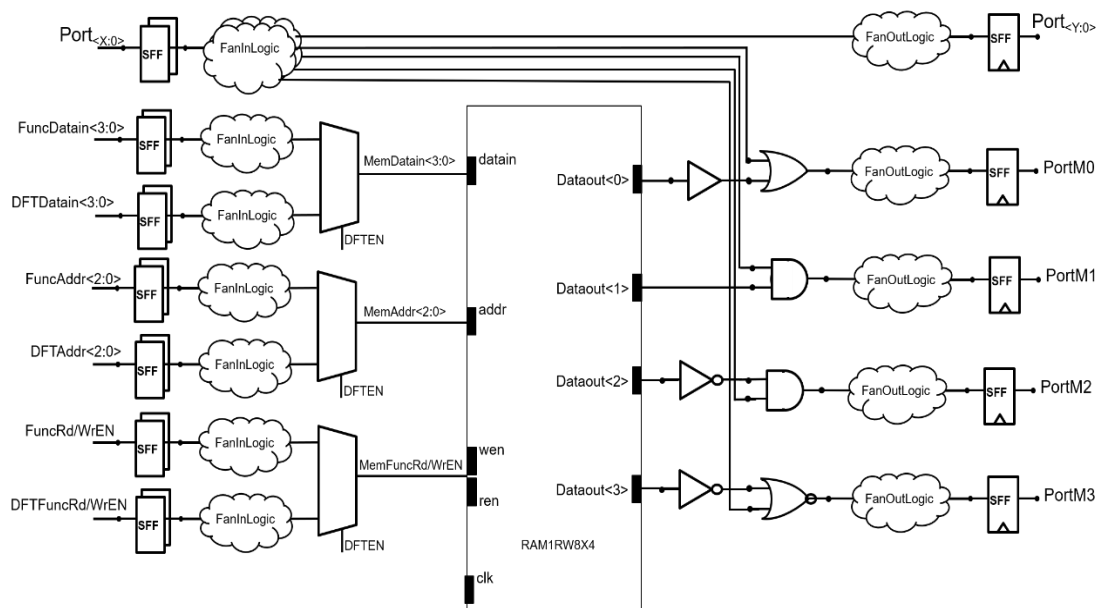 Port<X:0>
SFF
FanInLogic
FanOutLogic
SFF
Port<Y:0>
FuncDatain<3:0>
SFF
FanInLogic
MemDatain<3:0>
datain
DFTDatain<3:0>
SFF
FanInLogic
DFTEN
Dataout<0>
FanOutLogic
SFF
PortM0
FuncAddr<2:0>
SFF
FanInLogic
MemAddr<2:0>
addr
DFTAddr<2:0>
SFF
FanInLogic
DFTEN
Dataout<1>
FanOutLogic
SFF
PortM1
Dataout<2>
FanOutLogic
SFF
PortM2
FuncRd/WrEN
SFF
FanInLogic
MemFuncRd/WrEN
wen
ren
DFTFuncRd/WrEN
SFF
FanInLogic
DFTEN
Dataout<3>
FanOutLogic
SFF
PortM3
RAM1RW8X4
clk